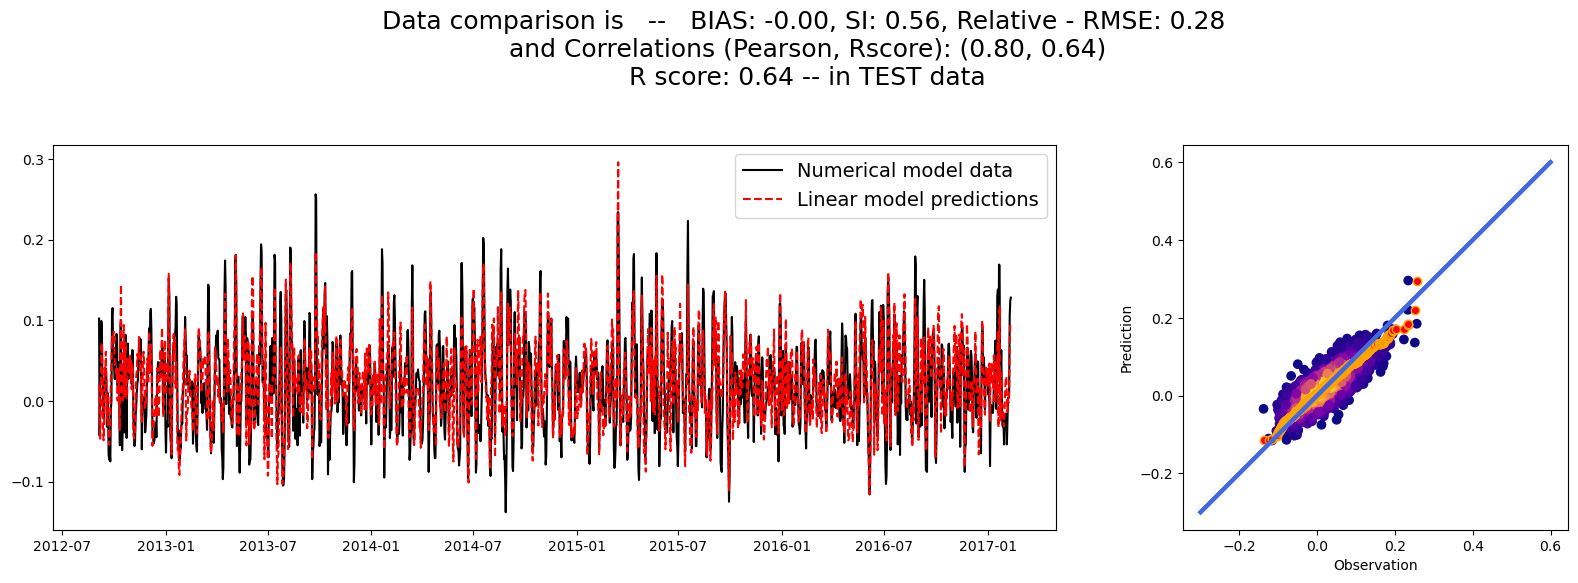 Data comparison is   --   BIAS: -0.00, SI: 0.56, Relative - RMSE: 0.28
and Correlations (Pearson, Rscore): (0.80, 0.64)
R score: 0.64 -- in TEST data
Numerical model data
Linear model predictions
0.3
0.2
0.1
0.0
−0.1
2012-07 2013-01 2013-07 2014-01 2014-07 2015-01 2015-07 2016-01 2016-07 2017-01
Prediction
0.6
0.4
0.2
0.0
−0.2
−0.2 0.0 0.2 0.4 0.6
Observation